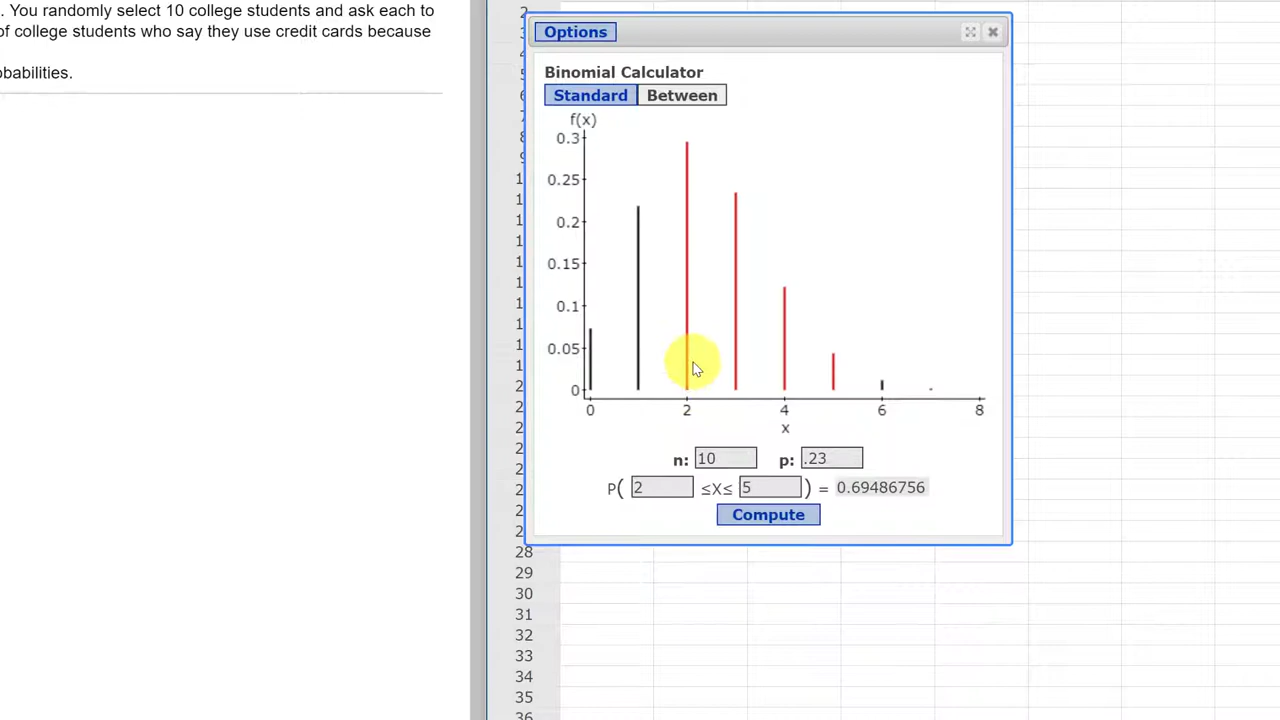 . You randomly select 10 college students and ask each to
of college students who say they use credit cards because
obabilities.
Options
Binomial Calculator
Standard Between
f(x)
0.3
0.25
0.2
0.15
0.1
0.05
0
0 2 4 6 8
x
n: 10 p: .23
P( 2 ≤X≤ 5 ) = 0.69486756
Compute
28
29
30
31
32
33
34
35
36